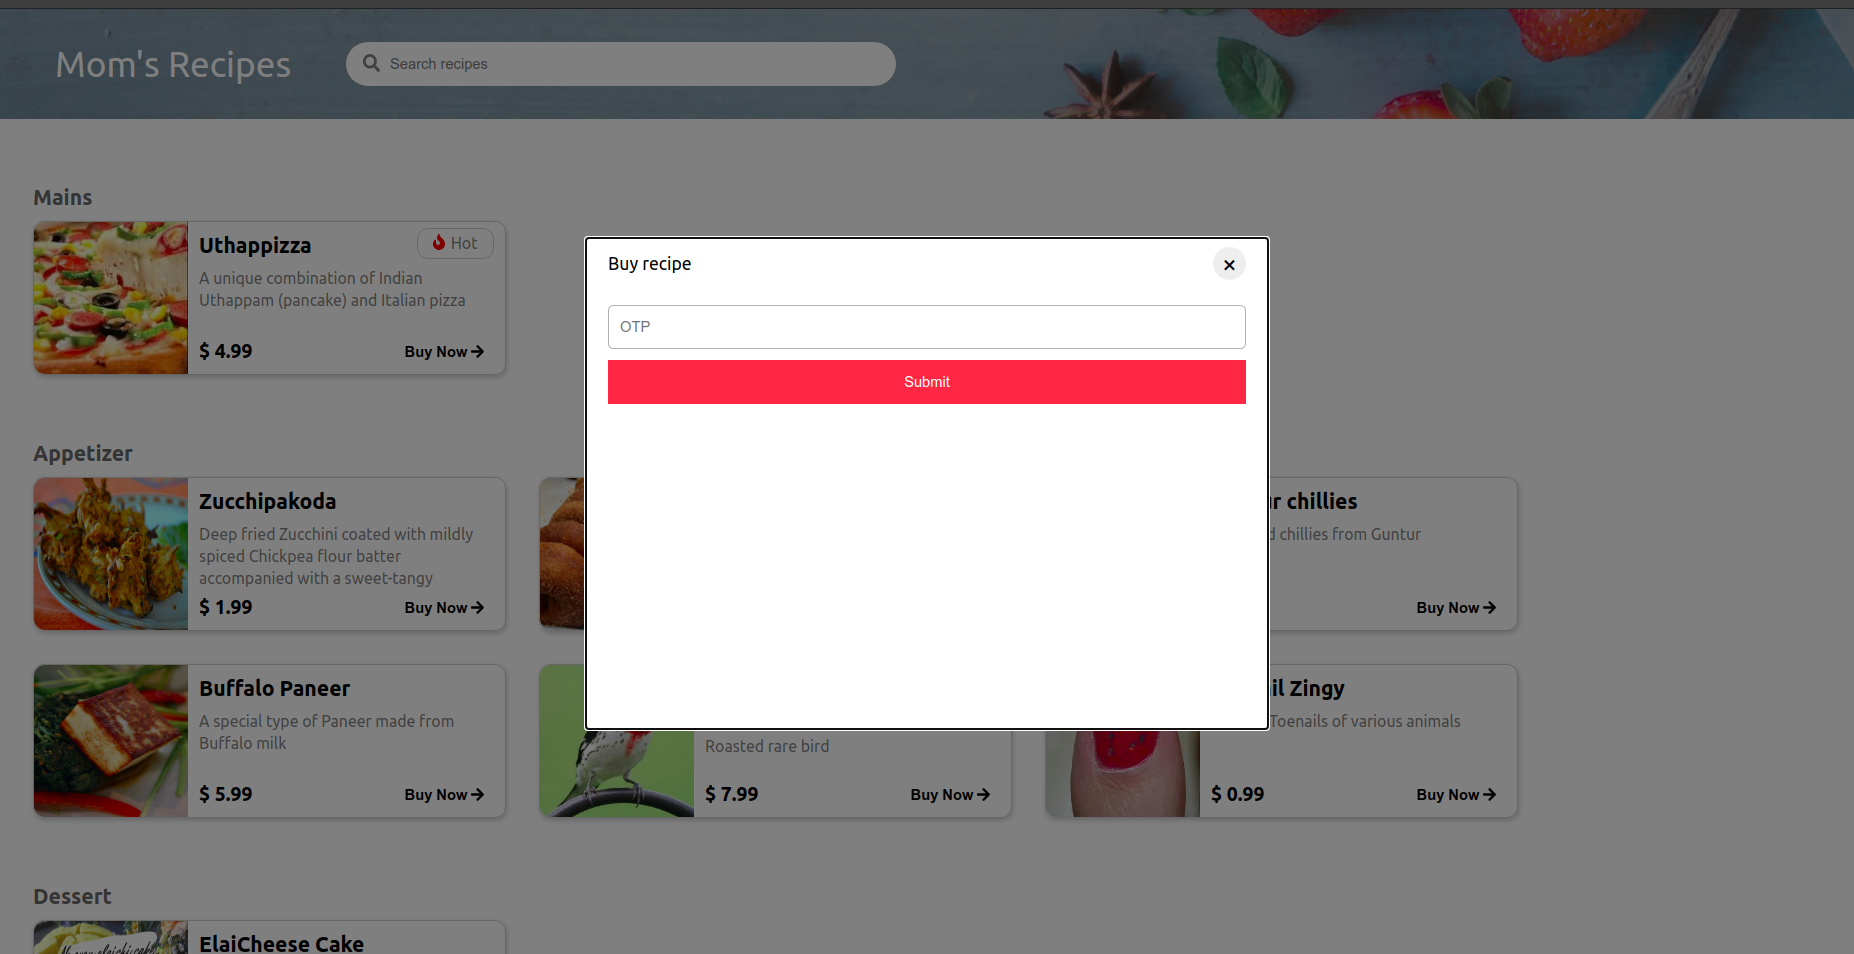 Mom's Recipes
Search recipes
Mains
Uthappizza
Hot
A unique combination of Indian
Uthappam (pancake) and Italian pizza
$ 4.99
Buy Now
Buy recipe
OTP
Submit
Appetizer
Zucchipakoda
Deep fried Zucchini coated with mildly
spiced Chickpea flour batter
accompanied with a sweet-tangy
$ 1.99
Buy Now
chillies
chillies from Guntur
Buy Now
Buffalo Paneer
A special type of Paneer made from
Buffalo milk
$ 5.99
Buy Now
Roasted rare bird
$ 7.99
Buy Now
Zingy
Toenails of various animals
$ 0.99
Buy Now
Dessert
ElaiCheese Cake